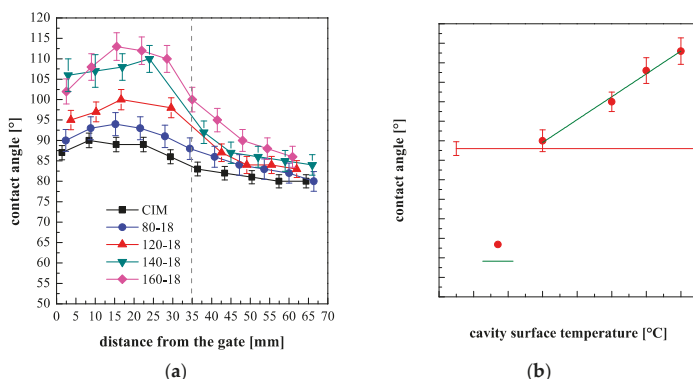 (a)
120
115
110
105
100
95
90
85
80
75
70
65
60
55
50
contact angle [°]
CIM
80-18
120-18
140-18
160-18
0 5 10 15 20 25 30 35 40 45 50 55 60 65 70
distance from the gate [mm]
(a)
(b)
contact angle [°]
cavity surface temperature [°C]
(b)